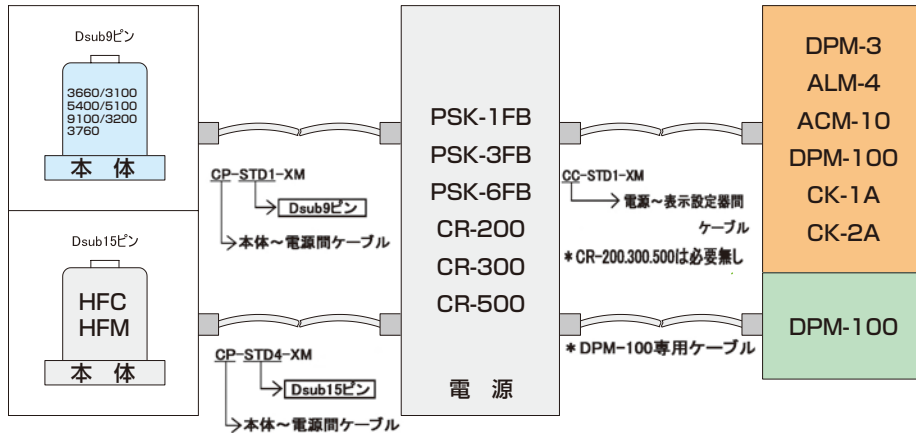 Dsub9ピン
3660/3100
5400/5100
9100/3200
3760
本 体
CP-STD1-XM
Dsub9ピン
本体～電源間ケーブル
Dsub15ピン
HFC
HFM
本 体
CP-STD4-XM
Dsub15ピン
本体～電源間ケーブル
PSK-1FB
PSK-3FB
PSK-6FB
CR-200
CR-300
CR-500
電 源
CC-STD1-XM
電源～表示設定器間
ケーブル
＊CR-200.300.500は必要無し
＊DPM-100専用ケーブル
DPM-3
ALM-4
ACM-10
DPM-100
CK-1A
CK-2A
DPM-100